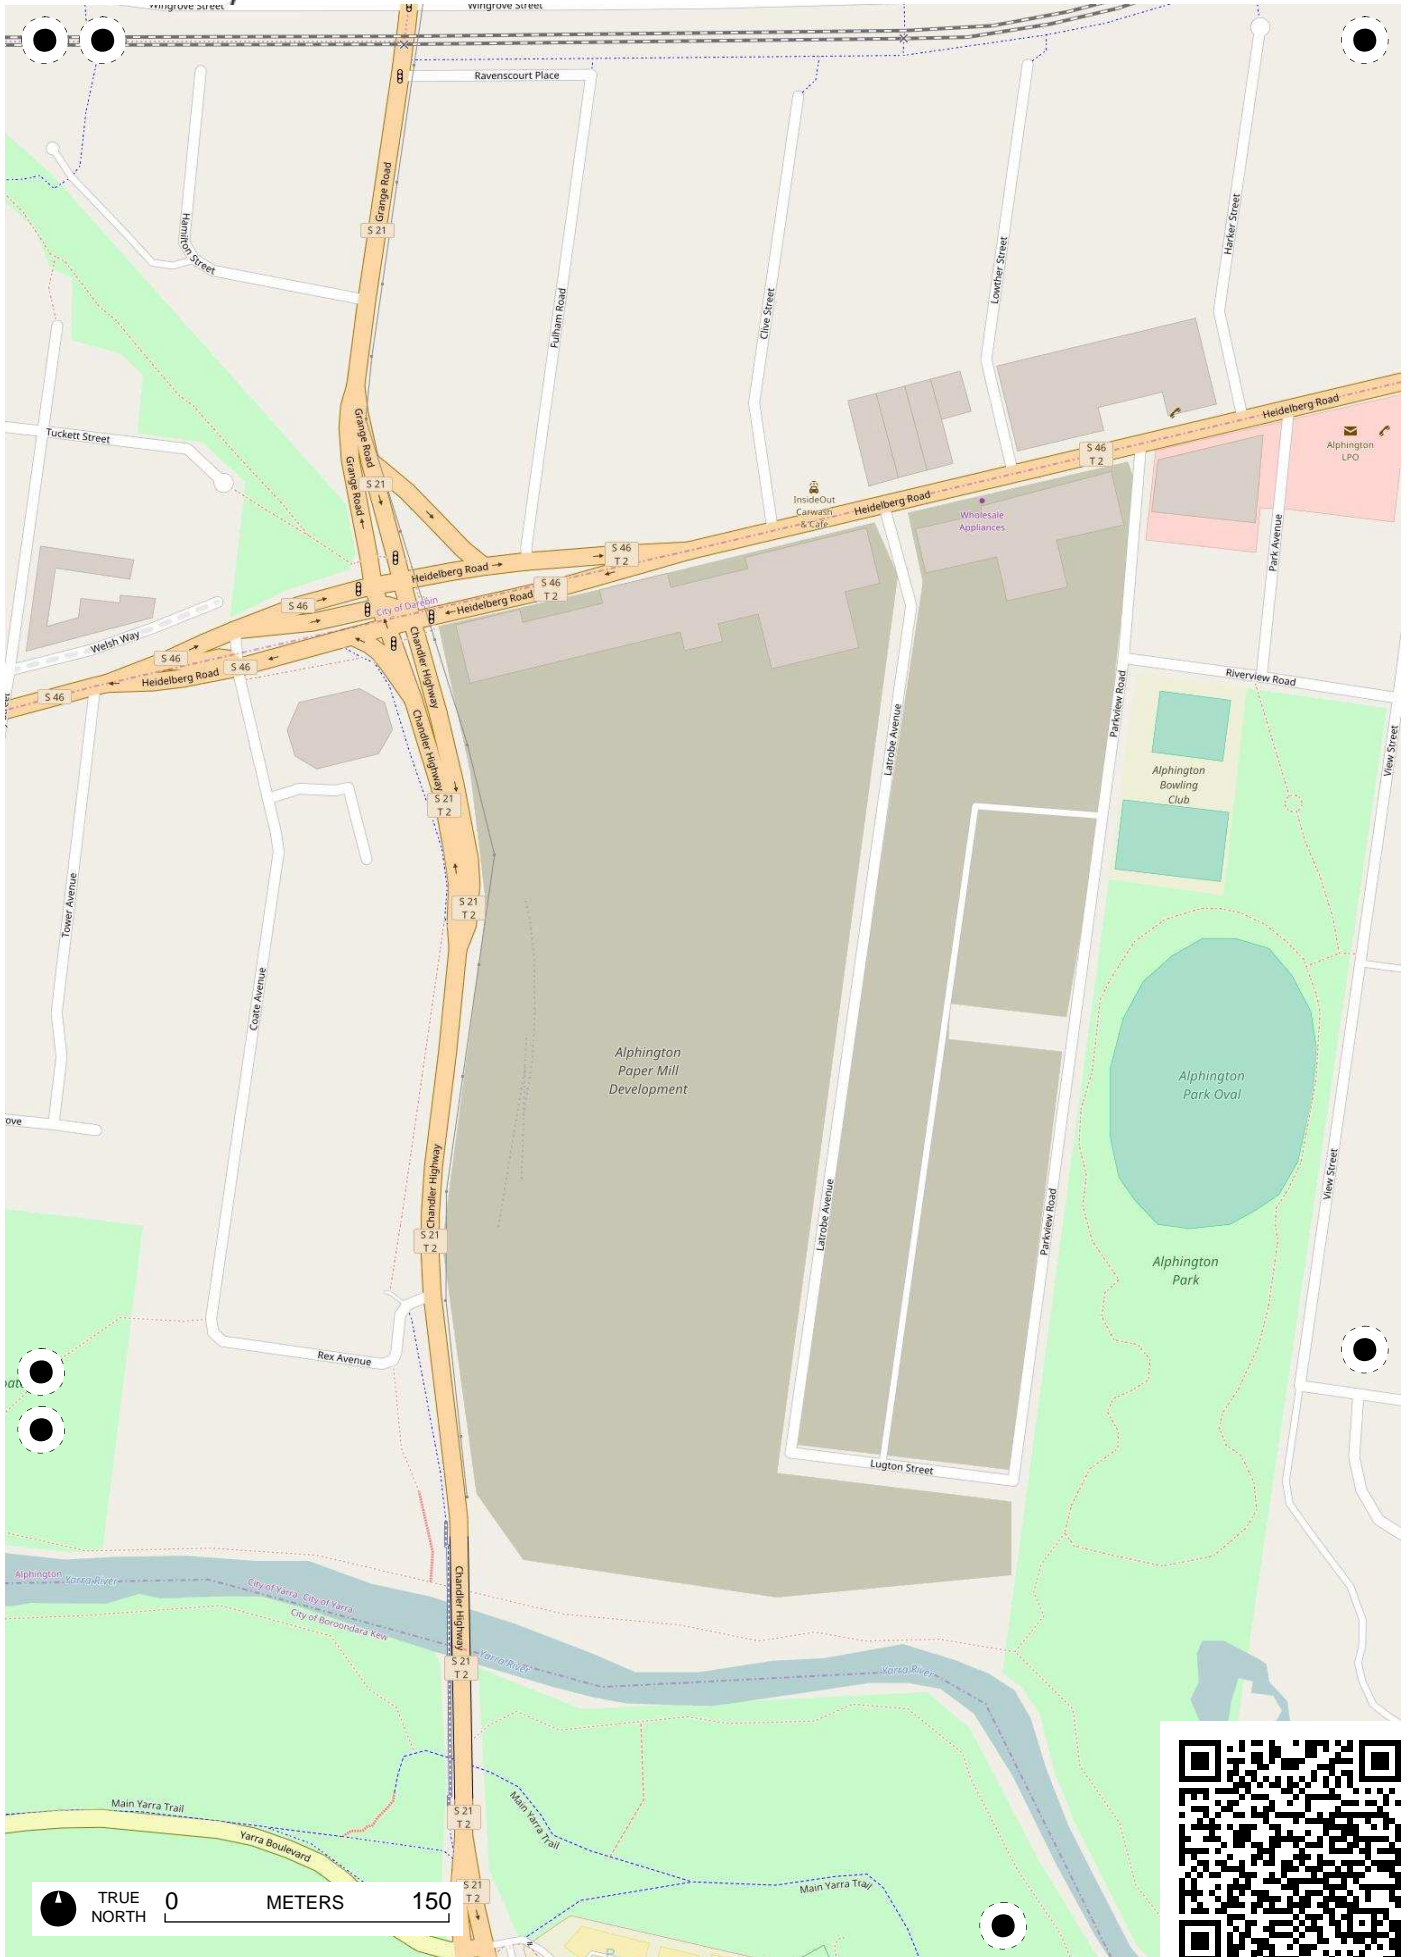 Wingrove Street
Wingrove Street
Ravenscourt Place
Grange Road
S 21
Hamilton Street
Fulham Road
Clive Street
Lowther Street
Harker Street
Heidelberg Road
Alphington
LPO
Tuckett Street
Grange Road
Grange Road
S 21
S 46
T 2
InsideOut
Carwash
& Cafe
Heidelberg Road
Wholesale
Appliances
Park Avenue
S 46
T 2
Heidelberg Road
S 46
T 2
Heidelberg Road
S 46
City of Darebin
Welsh Way
S 46
S 46
Heidelberg Road
S 46
Chandler Highway
Chandler Highway
S 21
T 2
Latrobe Avenue
Parkview Road
Riverview Road
View Street
Alphington
Bowling
Club
Tower Avenue
S 21
T 2
Coate Avenue
Alphington
Paper Mill
Development
Alphington
Park Oval
ove
Chandler Highway
S 21
T 2
Latrobe Avenue
Parkview Road
View Street
Alphington
Park
Rex Avenue
Lugton Street
Alphington
Yarra River
City of Yarra
City of Yarra
City of Boroondara Kew
Chandler Highway
Yarra River
Yarra River
S 21
T 2
Main Yarra Trail
S 21
T 2
Main Yarra Trail
Yarra Boulevard
Main Yarra Trail
S 21
T 2
TRUE
NORTH
0 METERS 150